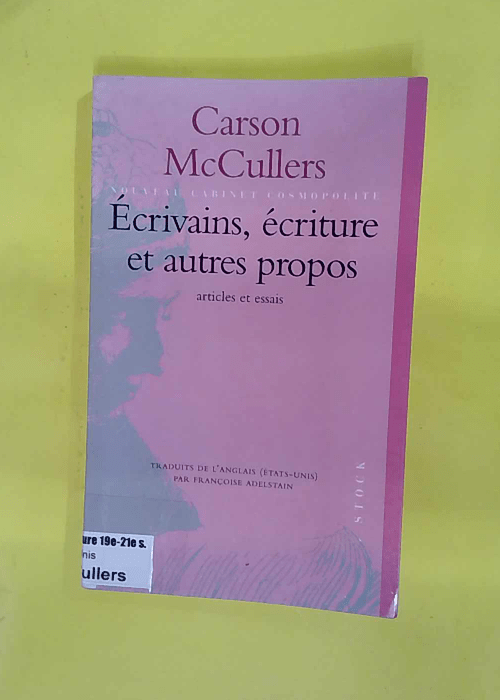 Carson
McCullers
NOUVEAU CABINET COSMOPOLITE
Écrivains, écriture
et autres propos
articles et essais
TRADUITS DE L'ANGLAIS (ÉTATS-UNIS)
PAR FRANÇOISE ADELSTAIN
STOCK
ure 19e-21e s.
nis
ullers